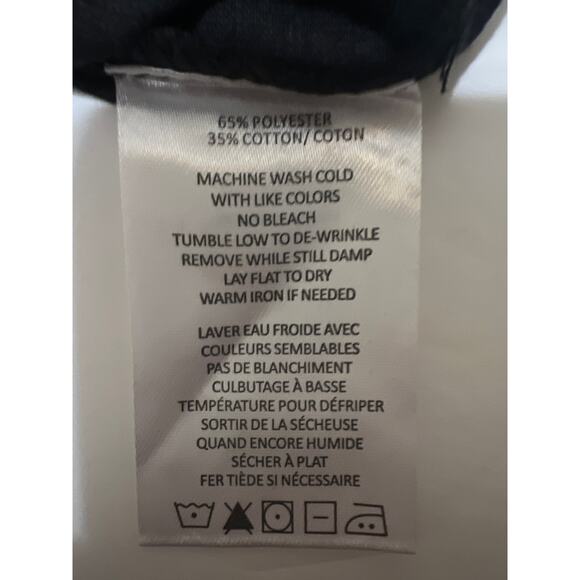 65% POLYESTER
35% COTTON/ COTON
MACHINE WASH COLD
WITH LIKE COLORS
NO BLEACH
TUMBLE LOW TO DE-WRINKLE
REMOVE WHILE STILL DAMP
LAY FLAT TO DRY
WARM IRON IF NEEDED
LAVER EAU FROIDE AVEC
COULEURS SEMBLABLES
PAS DE BLANCHIMENT
CULBUTAGE À BASSE
TEMPÉRATURE POUR DÉFRIPER
SORTIR DE LA SÉCHEUSE
QUAND ENCORE HUMIDE
SÉCHER À PLAT
FER TIÈDE SI NÉCESSAIRE